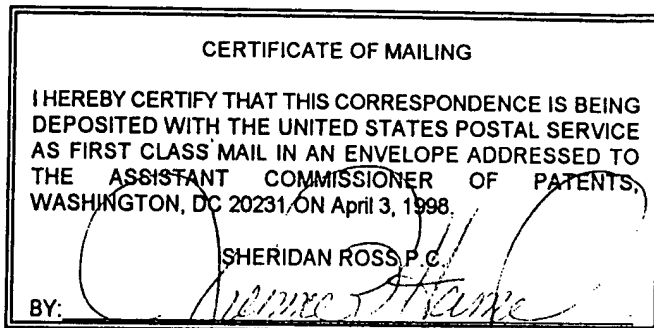 CERTIFICATE OF MAILING
I HEREBY CERTIFY THAT THIS CORRESPONDENCE IS BEING
DEPOSITED WITH THE UNITED STATES POSTAL SERVICE
AS FIRST CLASS MAIL IN AN ENVELOPE ADDRESSED TO
THE ASSISTANT COMMISSIONER OF PATENTS,
WASHINGTON, DC 20231 ON April 3, 1998.
SHERIDAN ROSS P.C.
BY: